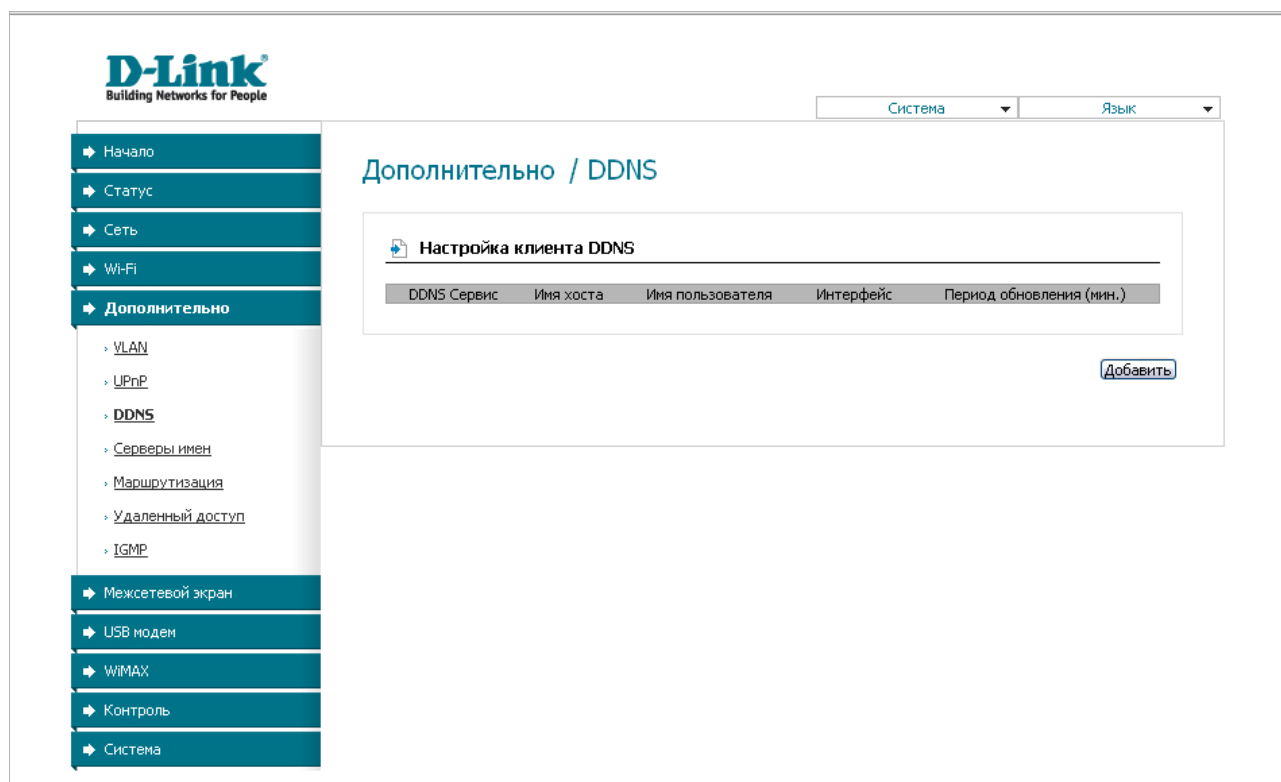 D-Link®
Building Networks for People
Система Язык
Начало
Статус
Сеть
Wi-Fi
Дополнительно
VLAN
UPnP
DDNS
Серверы имен
Маршрутизация
Удаленный доступ
IGMP
Межсетевой экран
USB модем
WiMAX
Контроль
Система
Дополнительно / DDNS
Настройка клиента DDNS
DDNS Сервис Имя хоста Имя пользователя Интерфейс Период обновления (мин.)
Добавить